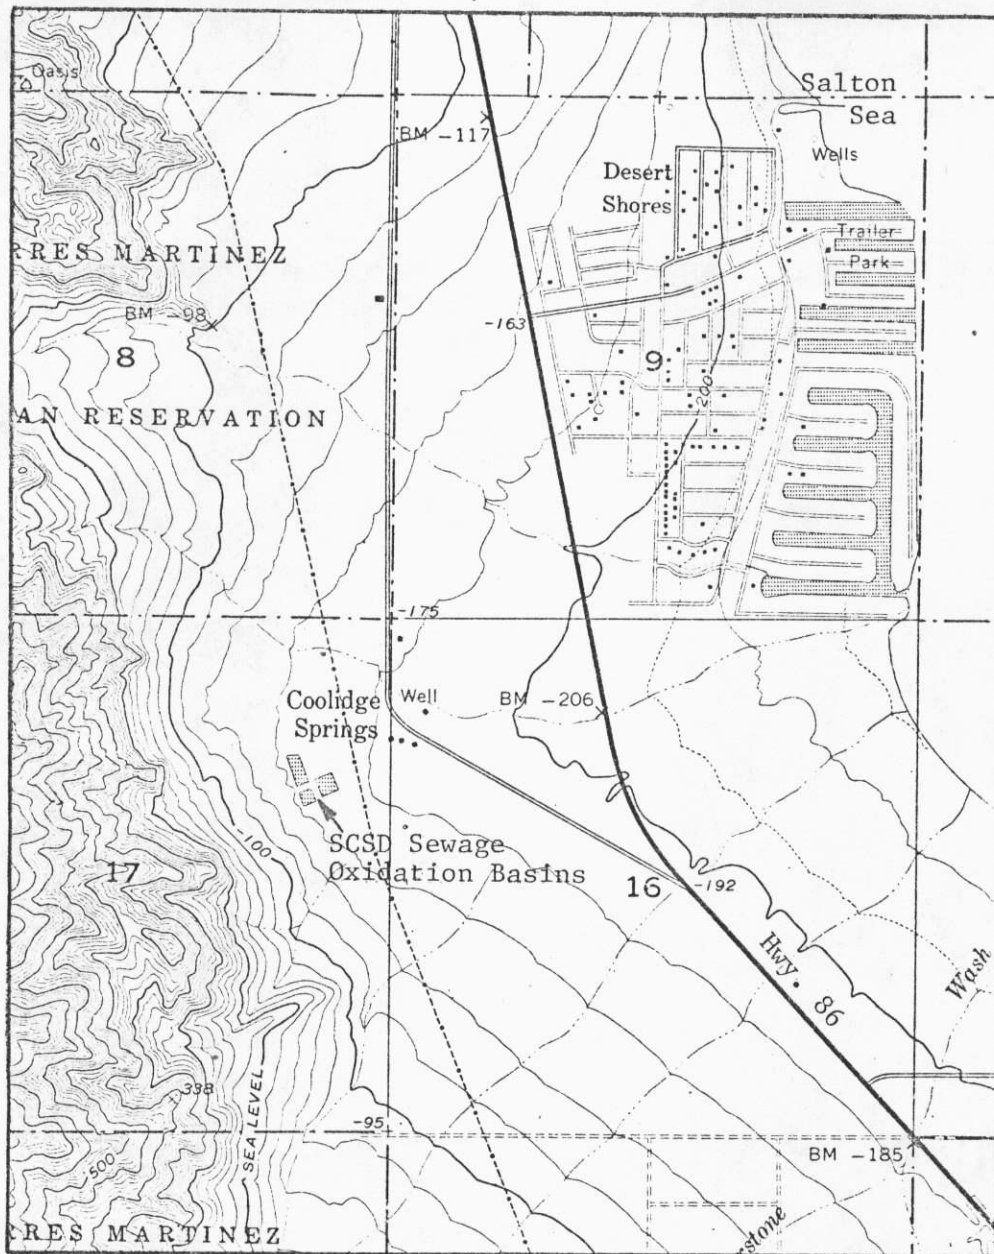 Oasis
Salton
Sea
BM -117
Wells
Desert
Shores
Trailer
Park
RRES MARTINEZ
BM -98
-163
8
9
-200
AN RESERVATION
-175
Coolidge
Springs
Well
BM -206
-100
SCSD Sewage
Oxidation Basins
17
16
-192
Hwy 86
Wash
338
SEA LEVEL
-95
500
BM -185
RRES MARTINEZ
stone